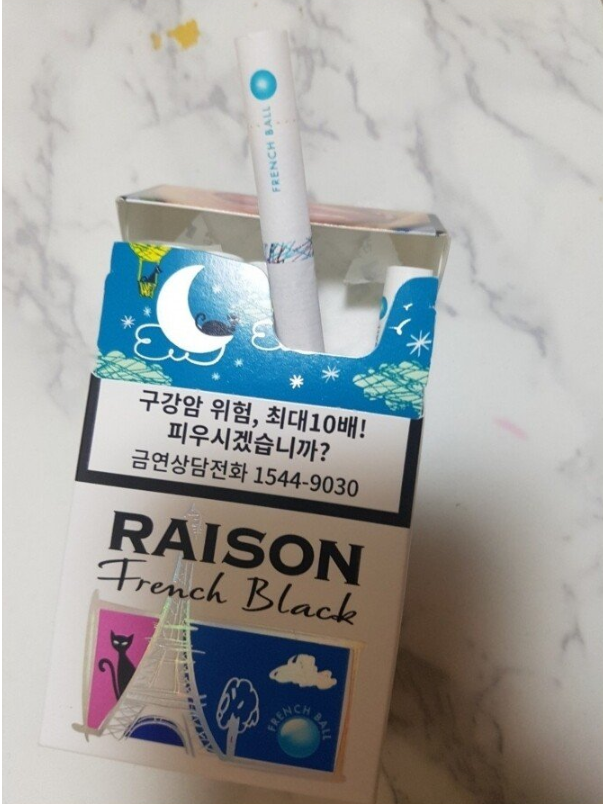 FRENCH BALL
구강암 위험, 최대10배!
피우시겠습니까?
금연상담전화 1544-9030
RAISON
French Black
FRENCH BALL